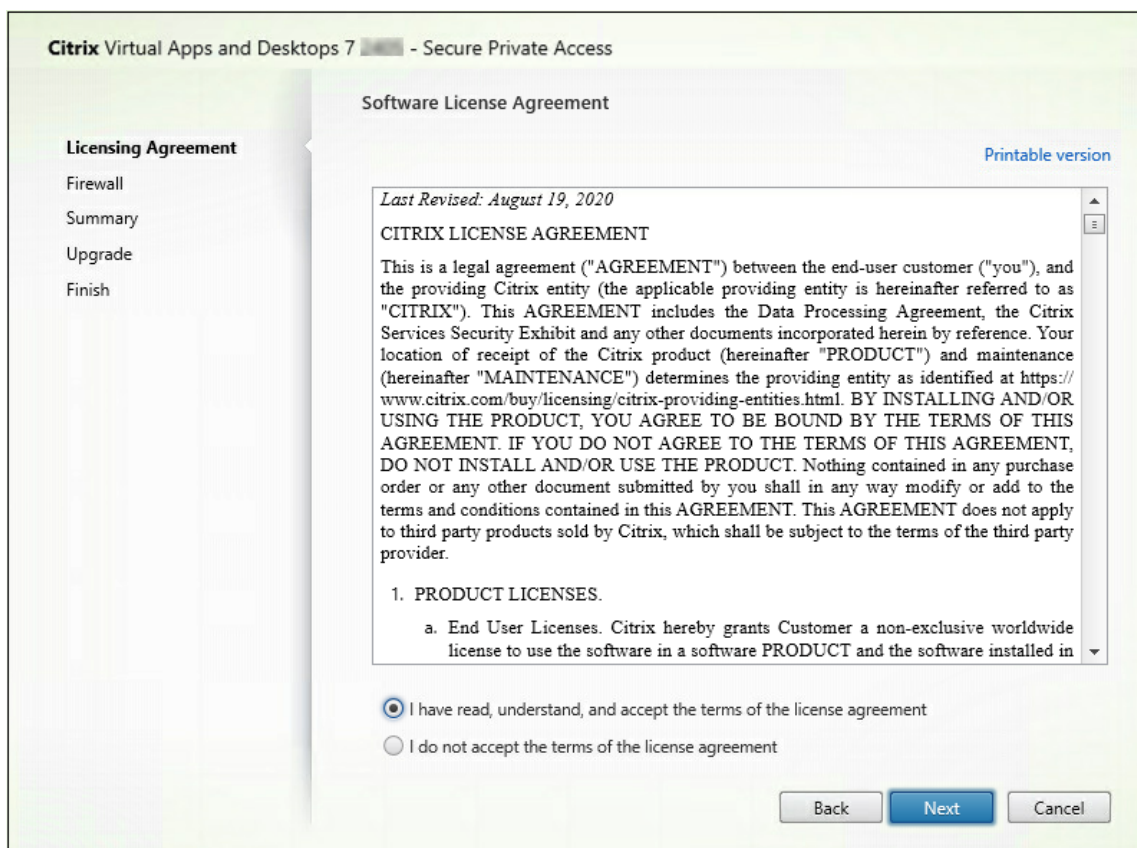 Citrix Virtual Apps and Desktops 7 - Secure Private Access
Software License Agreement
Licensing Agreement
Firewall
Summary
Upgrade
Finish
Printable version
Last Revised: August 19, 2020
CITRIX LICENSE AGREEMENT
This is a legal agreement ("AGREEMENT") between the end-user customer ("you"), and
the providing Citrix entity (the applicable providing entity is hereinafter referred to as
"CITRIX"). This AGREEMENT includes the Data Processing Agreement, the Citrix
Services Security Exhibit and any other documents incorporated herein by reference. Your
location of receipt of the Citrix product (hereinafter "PRODUCT") and maintenance
(hereinafter "MAINTENANCE") determines the providing entity as identified at https://
www.citrix.com/buy/licensing/citrix-providing-entities.html. BY INSTALLING AND/OR
USING THE PRODUCT, YOU AGREE TO BE BOUND BY THE TERMS OF THIS
AGREEMENT. IF YOU DO NOT AGREE TO THE TERMS OF THIS AGREEMENT,
DO NOT INSTALL AND/OR USE THE PRODUCT. Nothing contained in any purchase
order or any other document submitted by you shall in any way modify or add to the
terms and conditions contained in this AGREEMENT. This AGREEMENT does not apply
to third party products sold by Citrix, which shall be subject to the terms of the third party
provider.
1. PRODUCT LICENSES.
a. End User Licenses. Citrix hereby grants Customer a non-exclusive worldwide
license to use the software in a software PRODUCT and the software installed in
I have read, understand, and accept the terms of the license agreement
I do not accept the terms of the license agreement
Back
Next
Cancel